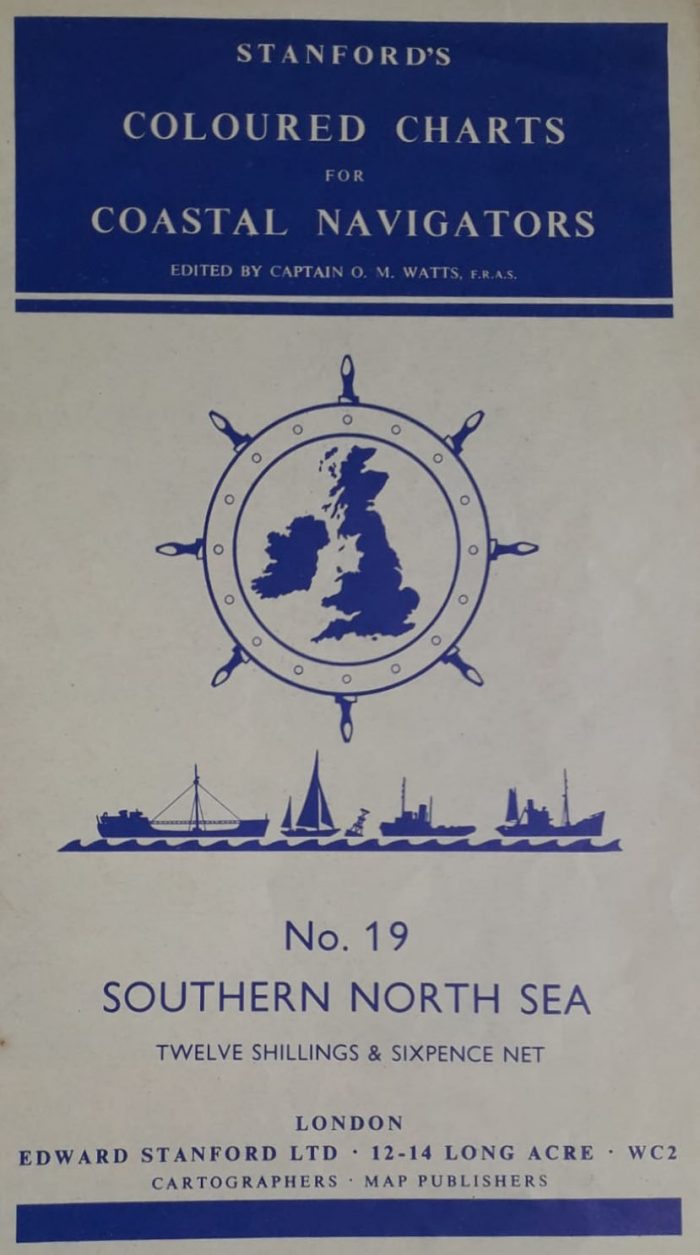 STANFORD'S
COLOURED CHARTS
FOR
COASTAL NAVIGATORS
EDITED BY CAPTAIN O. M. WATTS, F.R.A.S.
No. 19
SOUTHERN NORTH SEA
TWELVE SHILLINGS & SIXPENCE NET
LONDON
EDWARD STANFORD LTD · 12-14 LONG ACRE · WC2
CARTOGRAPHERS · MAP PUBLISHERS